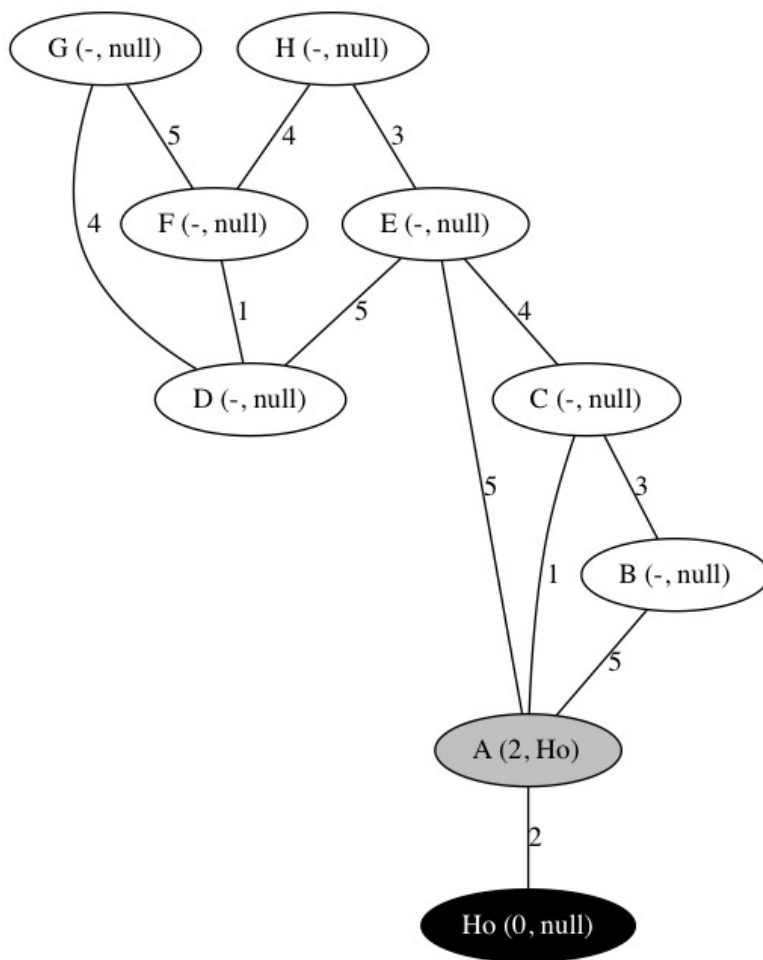 G (-, null)
H (-, null)
5
4
3
4
F (-, null)
E (-, null)
1
5
4
D (-, null)
C (-, null)
5
3
1
B (-, null)
5
A (2, Ho)
2
Ho (0, null)